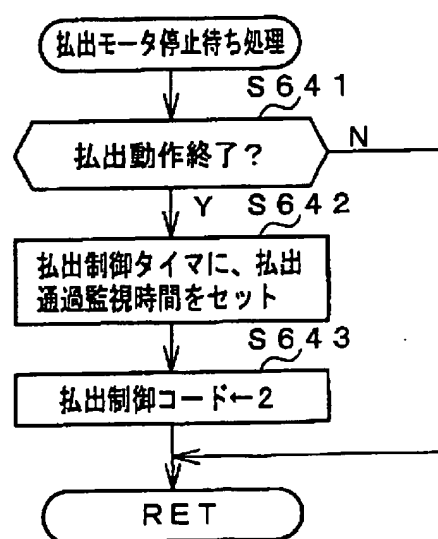 払出モータ停止待ち処理
S641
払出動作終了?
N
Y
S642
払出制御タイマに、払出
通過監視時間をセット
S643
払出制御コード←2
RET